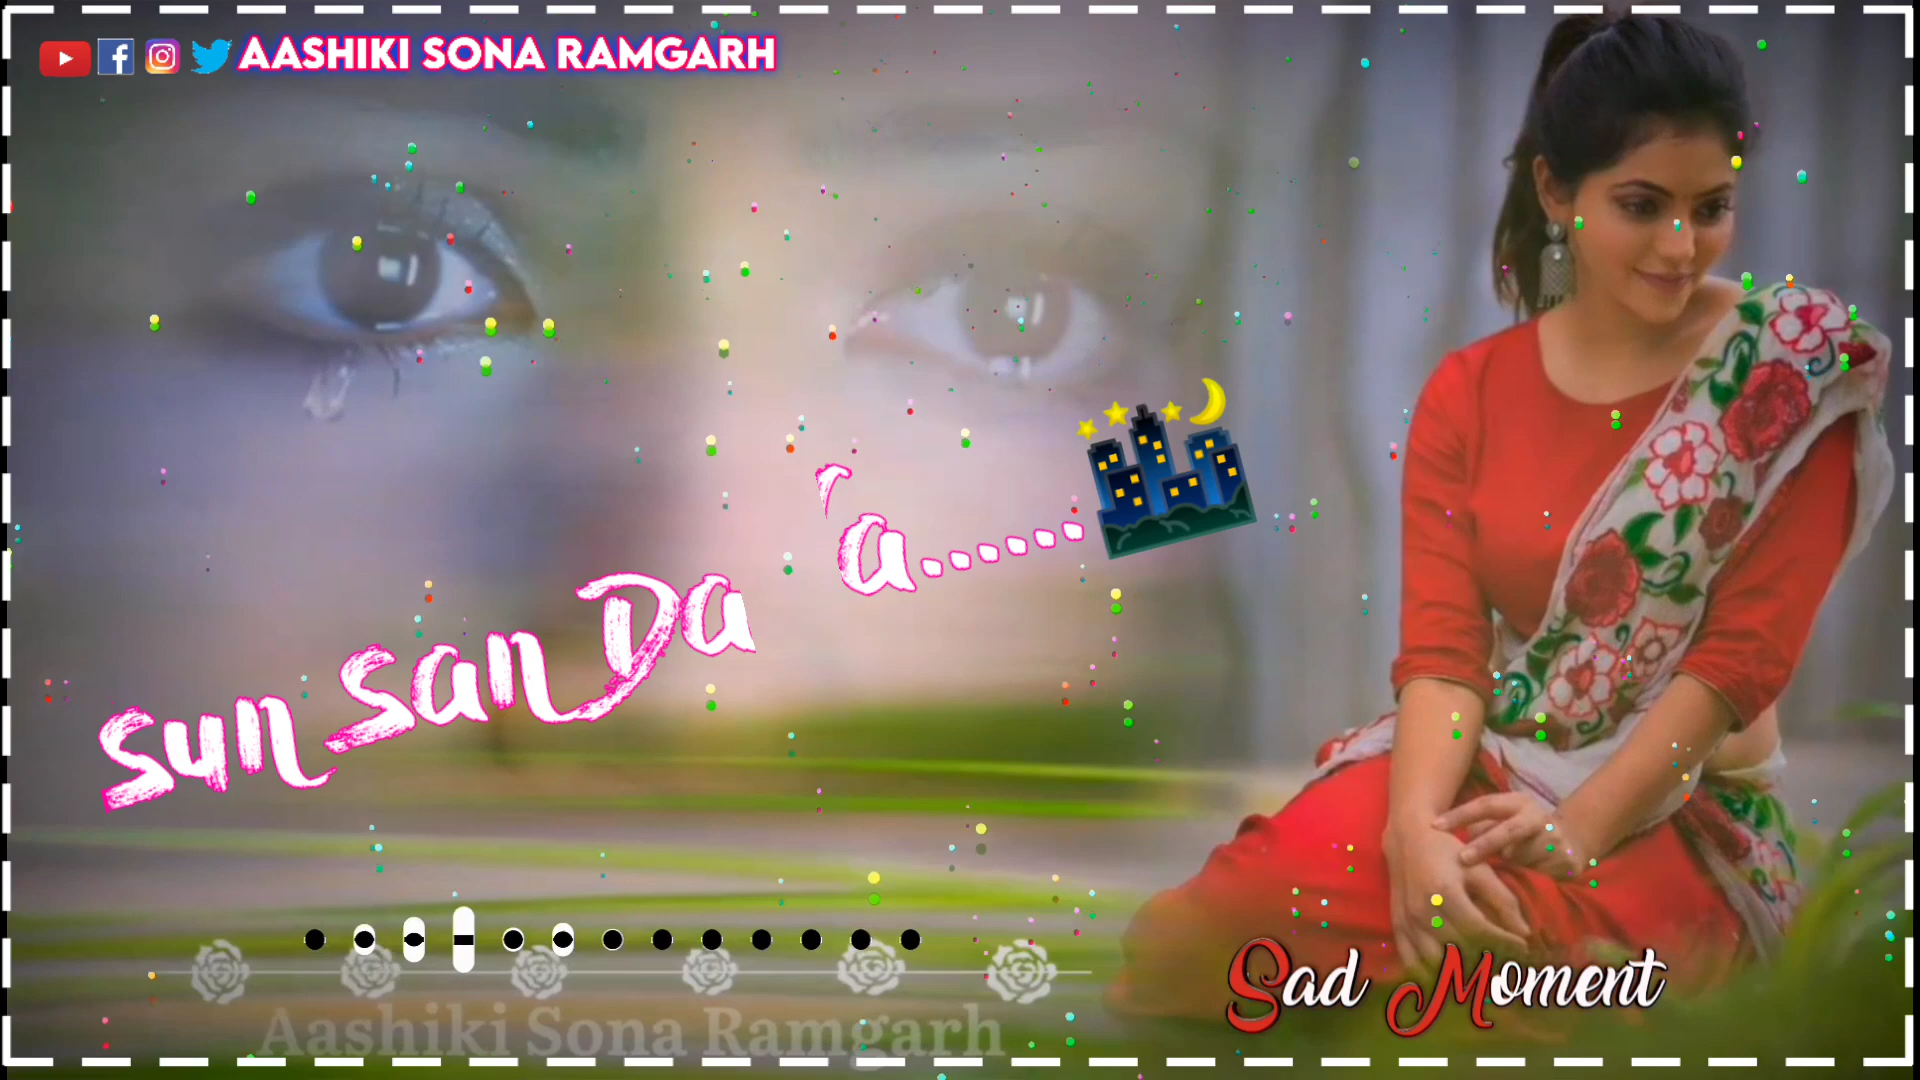 AASHIKI SONA RAMGARH
sun san Da a......
Sad Moment
Aashiki Sona Ramgarh